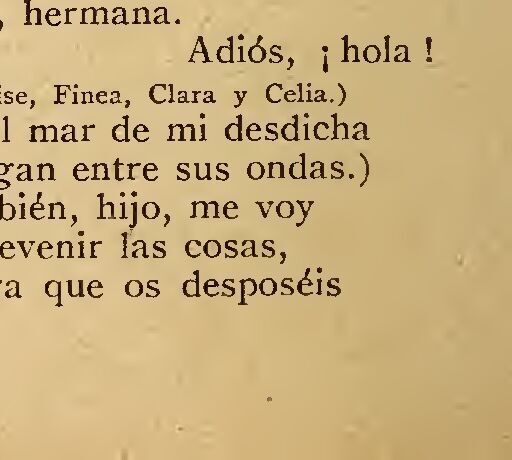 , hermana.
Adiós, ¡ hola !
se, Finea, Clara y Celia.)
l mar de mi desdicha
gan entre sus ondas.)
bién, hijo, me voy
evenir las cosas,
a que os desposéis